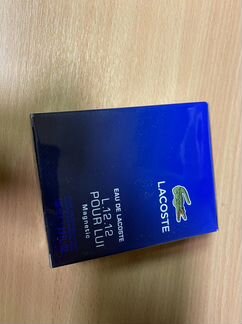 LACOSTE
EAU DE LACOSTE
L.12.12
POUR LUI
Magnetic